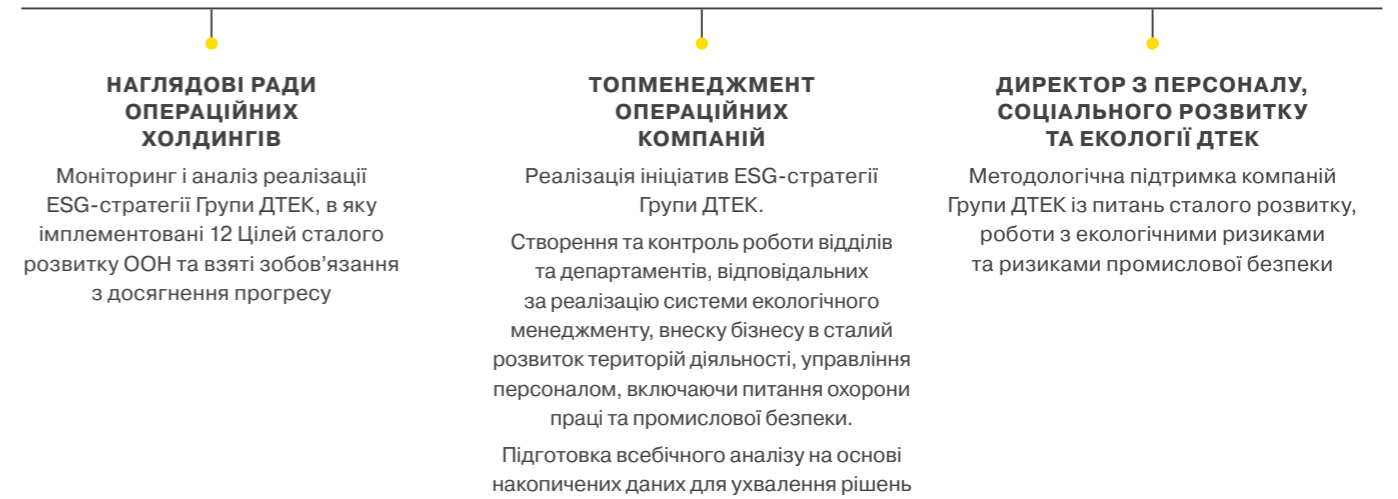 НАГЛЯДОВІ РАДИ
ОПЕРАЦІЙНИХ
ХОЛДИНГІВ
Моніторинг і аналіз реалізації
ESG-стратегії Групи ДТЕК, в яку
імплементовані 12 Цілей сталого
розвитку ООН та взяті зобов’язання
з досягнення прогресу
ТОПМЕНЕДЖМЕНТ
ОПЕРАЦІЙНИХ
КОМПАНІЙ
Реалізація ініціатив ESG-стратегії
Групи ДТЕК.
Створення та контроль роботи відділів
та департаментів, відповідальних
за реалізацію системи екологічного
менеджменту, внеску бізнесу в сталий
розвиток територій діяльності, управління
персоналом, включаючи питання охорони
праці та промислової безпеки.
Підготовка всебічного аналізу на основі
накопичених даних для ухвалення рішень
ДИРЕКТОР З ПЕРСОНАЛУ,
СОЦІАЛЬНОГО РОЗВИТКУ
ТА ЕКОЛОГІЇ ДТЕК
Методологічна підтримка компаній
Групи ДТЕК із питань сталого розвитку,
роботи з екологічними ризиками
та ризиками промислової безпеки